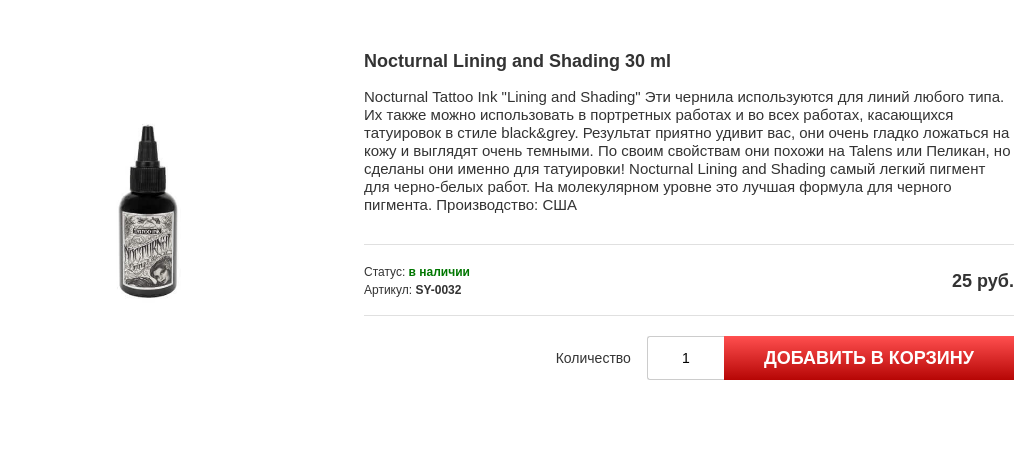 Nocturnal Lining and Shading 30 ml
Nocturnal Tattoo Ink "Lining and Shading" Эти чернила используются для линий любого типа.
Их также можно использовать в портретных работах и во всех работах, касающихся
татуировок в стиле black&grey. Результат приятно удивит вас, они очень гладко ложаться на
кожу и выглядят очень темными. По своим свойствам они похожи на Talens или Пеликан, но
сделаны они именно для татуировки! Nocturnal Lining and Shading самый легкий пигмент
для черно-белых работ. На молекулярном уровне это лучшая формула для черного
пигмента. Производство: США
TATTOO INK
NOCTURNAL
Статус: в наличии
Артикул: SY-0032
25 руб.
Количество
1
ДОБАВИТЬ В КОРЗИНУ